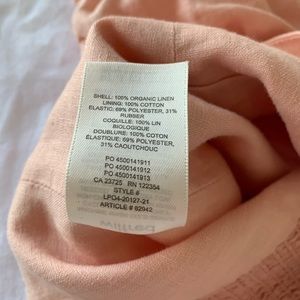 SHELL: 100% ORGANIC LINEN
LINING: 100% COTTON
ELASTIC: 69% POLYESTER, 31%
RUBBER
COQUILLE: 100% LIN
BIOLOGIQUE
DOUBLURE: 100% COTON
ÉLASTIQUE: 69% POLYESTER,
31% CAOUTCHOUC
PO 4500141911
PO 4500141912
PO 4500141913
CA 23725 RN 122354
STYLE #
LPO4-20127-21
ARTICLE # 82942